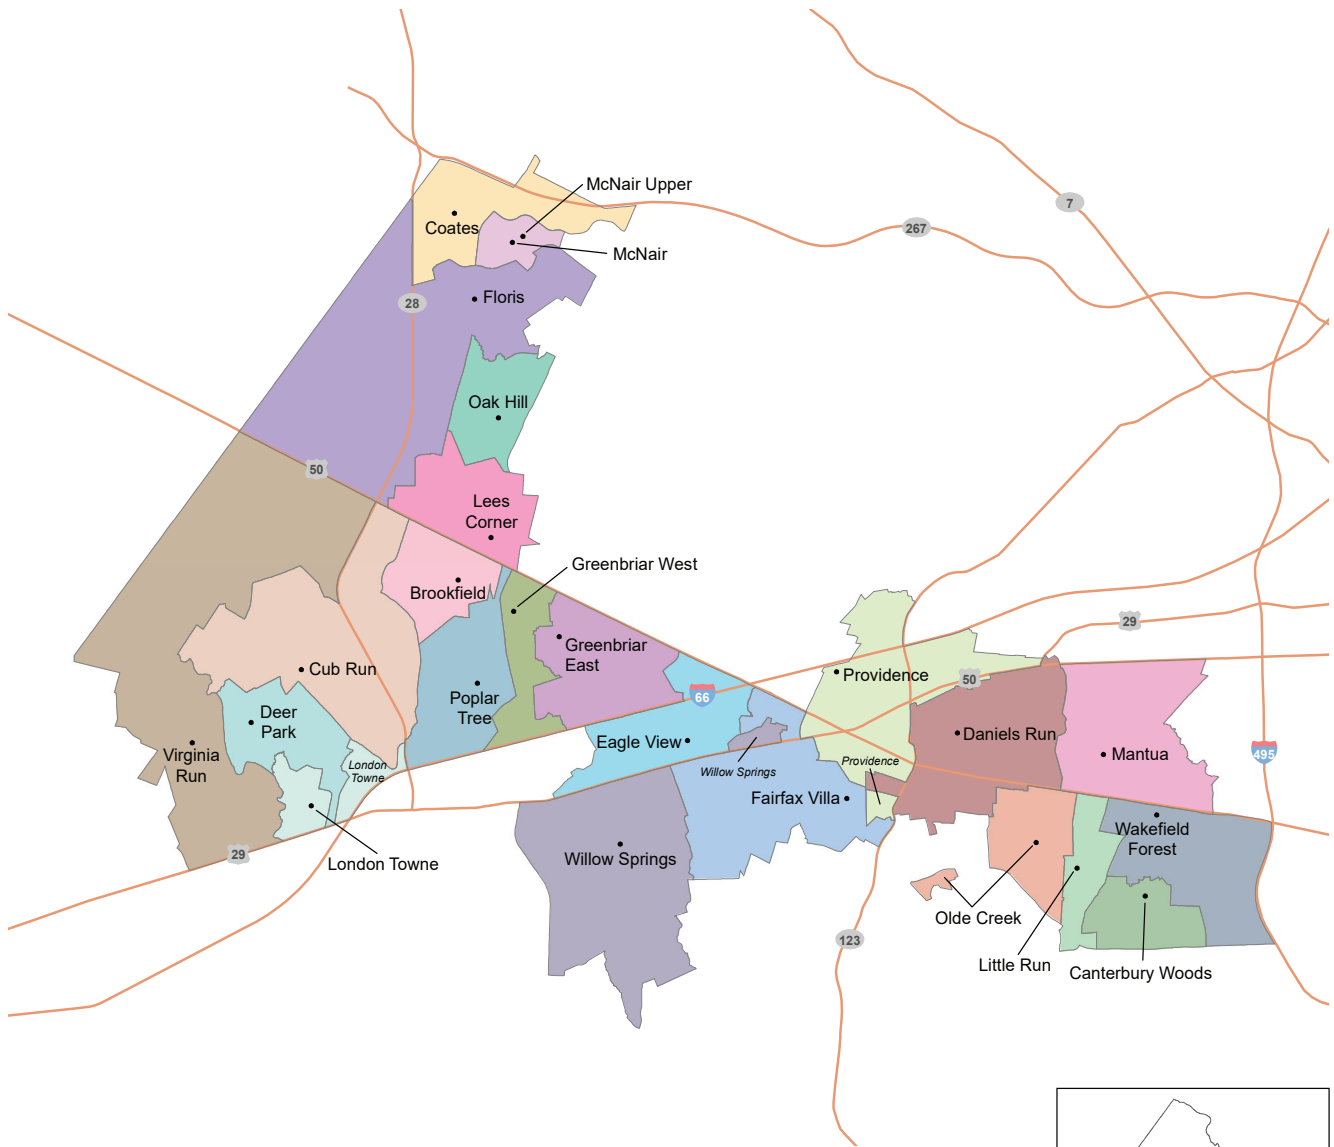 McNair Upper
7
Coates
267
McNair
Floris
28
Oak Hill
50
Lees
Corner
Greenbriar West
Brookfield
29
Greenbriar
East
Cub Run
Providence
50
66
Poplar
Tree
Deer
Park
Daniels Run
Eagle View
Virginia
Run
Mantua
495
London
Towne
Willow Springs
Providence
Fairfax Villa
Wakefield
Forest
29
London Towne
Willow Springs
Olde Creek
123
Little Run
Canterbury Woods